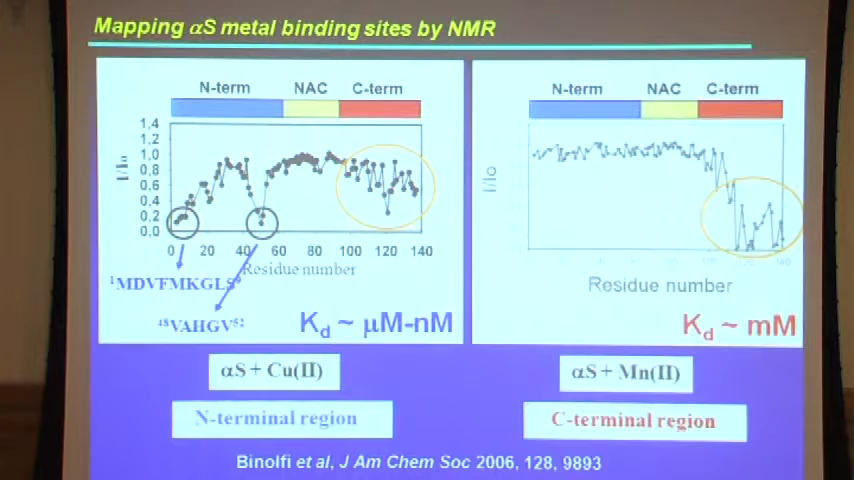 Mapping αS metal binding sites by NMR
N-term NAC C-term
1,4
1,2
1,0
0,8
0,6
0,4
0,2
0,0
I/Io
0 20 40 60 80 100 120 140
Residue number
¹MDVFMKGLS⁹
⁴⁸VAHGV⁵²
Kd ~ µM-nM
N-term NAC C-term
I/Io
140
Residue number
Kd ~ mM
αS + Cu(II)
N-terminal region
αS + Mn(II)
C-terminal region
Binolfi et al, J Am Chem Soc 2006, 128, 9893